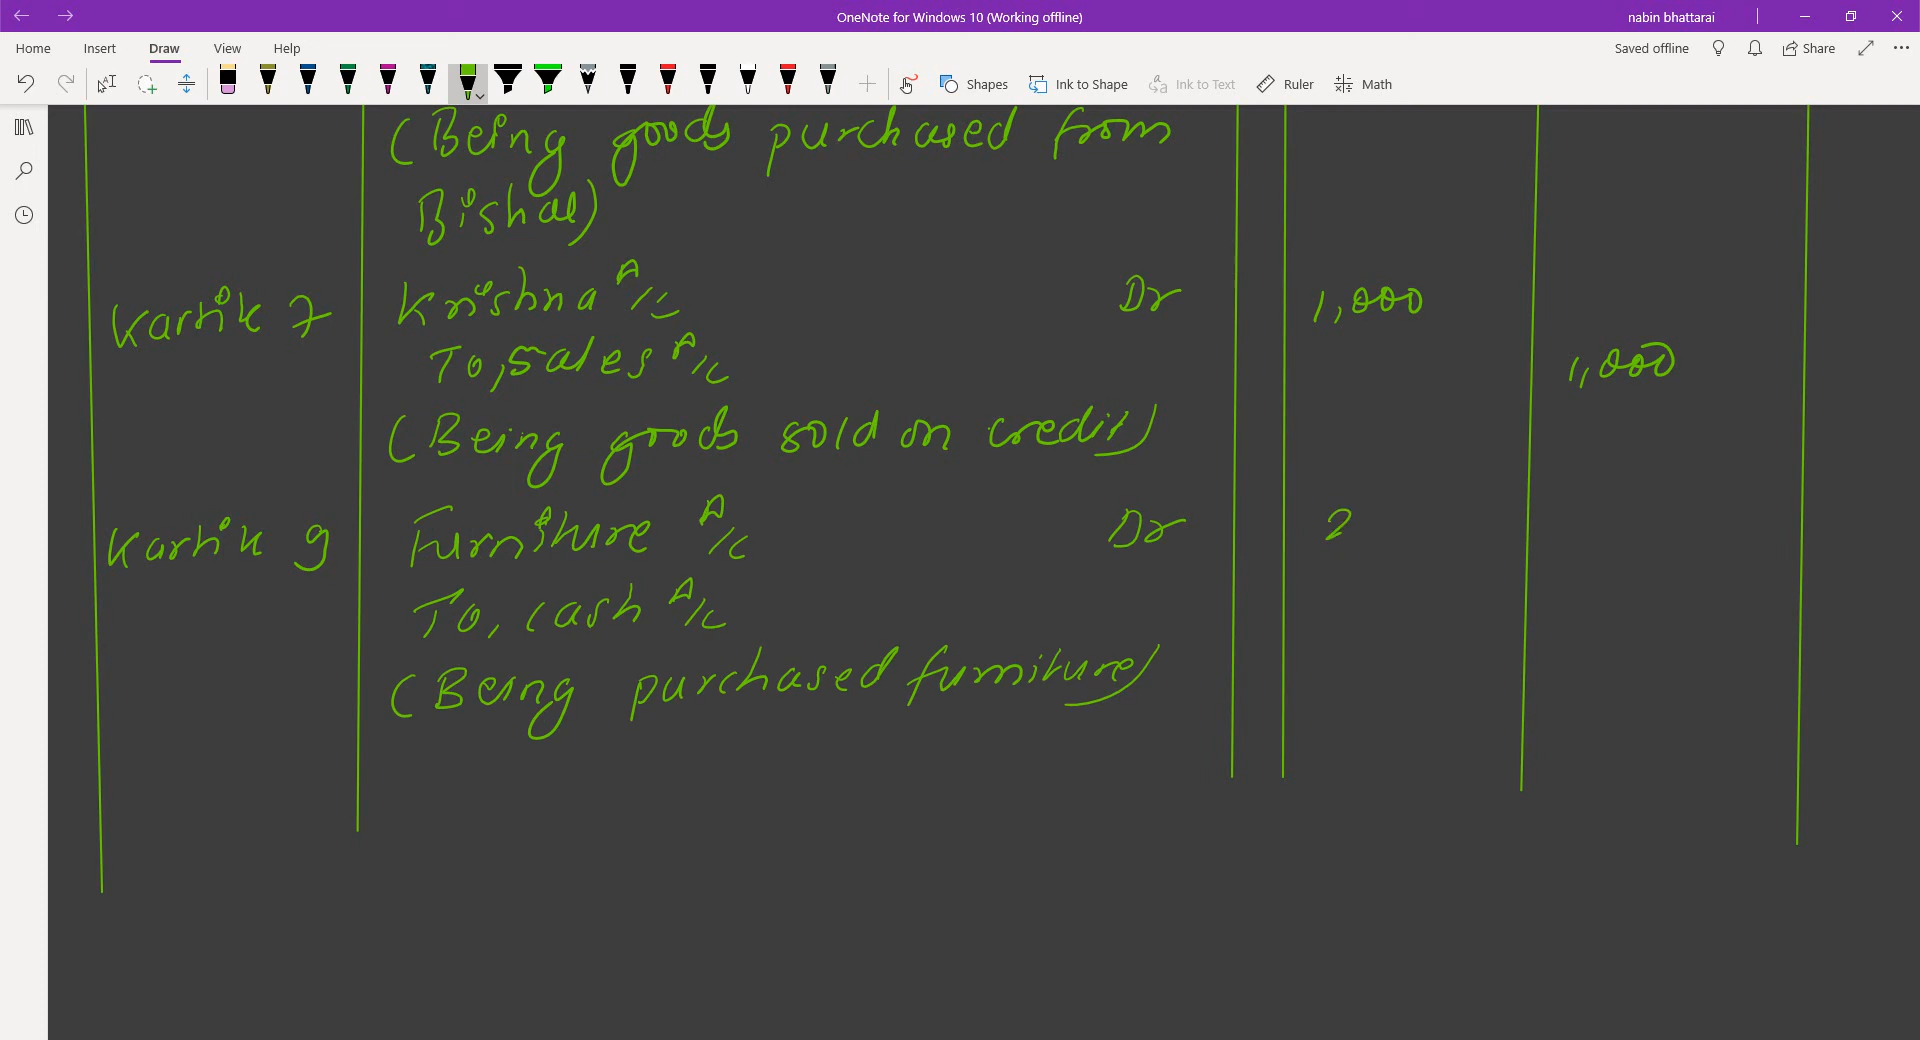 OneNote for Windows 10 (Working offline)
nabin bhattarai
Home Insert Draw View Help
Saved offline Share
Shapes Ink to Shape Ink to Text Ruler Math
(Being goods purchased from
Bishal)
Kartik 7 Krishna A/c Dr 1,000
To, Sales A/c 1,000
(Being goods sold on credit)
Kartik 9 Furniture A/c Dr 2
To, cash A/c
(Being purchased furniture)